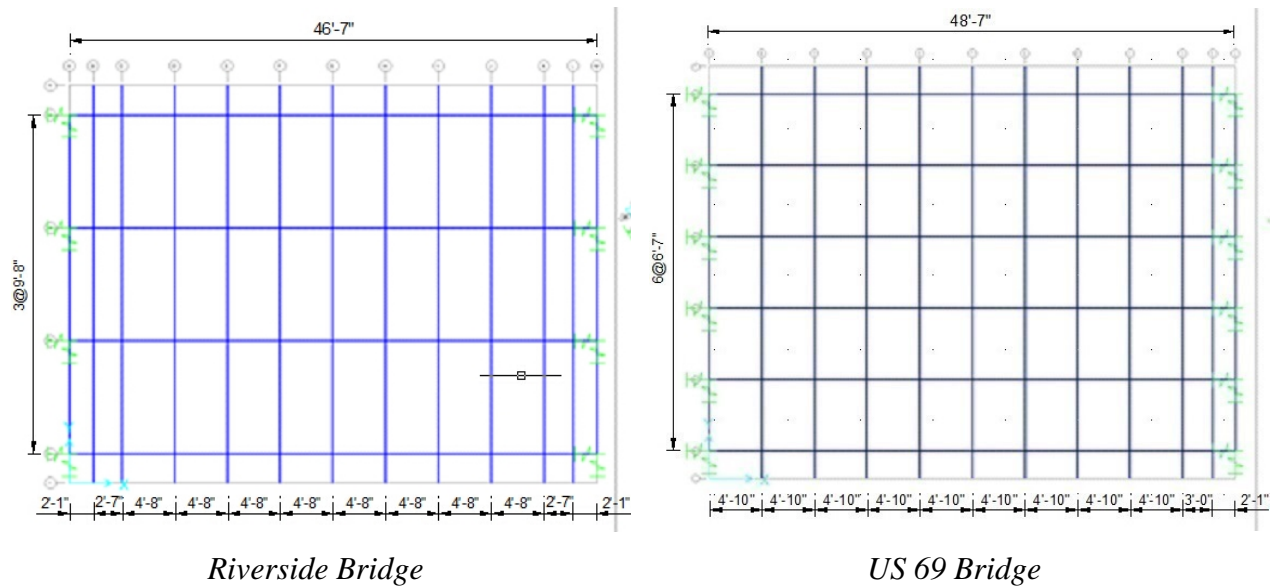 46'-7"
3@9'-8"
X
2'-1" 2'-7" 4'-8" 4'-8" 4'-8" 4'-8" 4'-8" 4'-8" 4'-8" 4'-8" 2'-7" 2'-1"
Riverside Bridge
48'-7"
6@6'-7"
X
4'-10" 4'-10" 4'-10" 4'-10" 4'-10" 4'-10" 4'-10" 4'-10" 4'-10" 3'-0" 2'-1"
US 69 Bridge